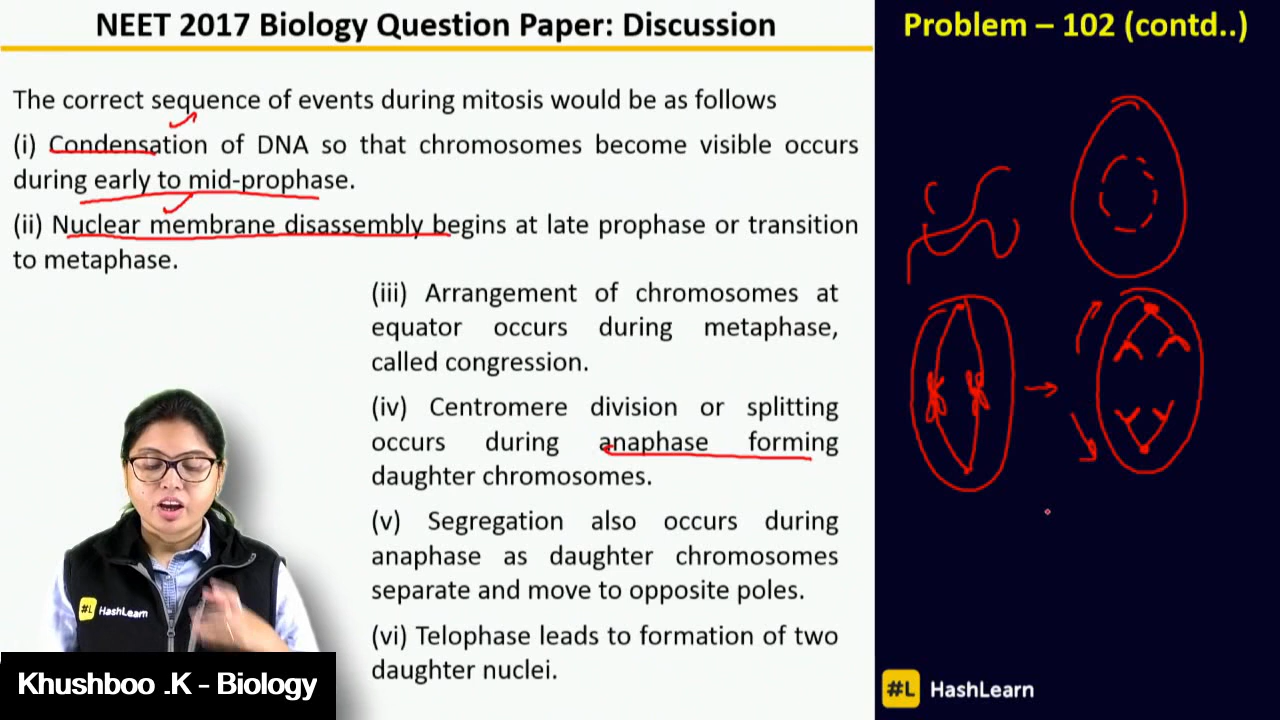 NEET 2017 Biology Question Paper: Discussion
Problem – 102 (contd..)
The correct sequence of events during mitosis would be as follows
(i) Condensation of DNA so that chromosomes become visible occurs
during early to mid-prophase.
(ii) Nuclear membrane disassembly begins at late prophase or transition
to metaphase.
(iii) Arrangement of chromosomes at
equator occurs during metaphase,
called congression.
(iv) Centromere division or splitting
occurs during anaphase forming
daughter chromosomes.
(v) Segregation also occurs during
anaphase as daughter chromosomes
separate and move to opposite poles.
(vi) Telophase leads to formation of two
daughter nuclei.
#L HashLearn
Khushboo .K – Biology
#L HashLearn